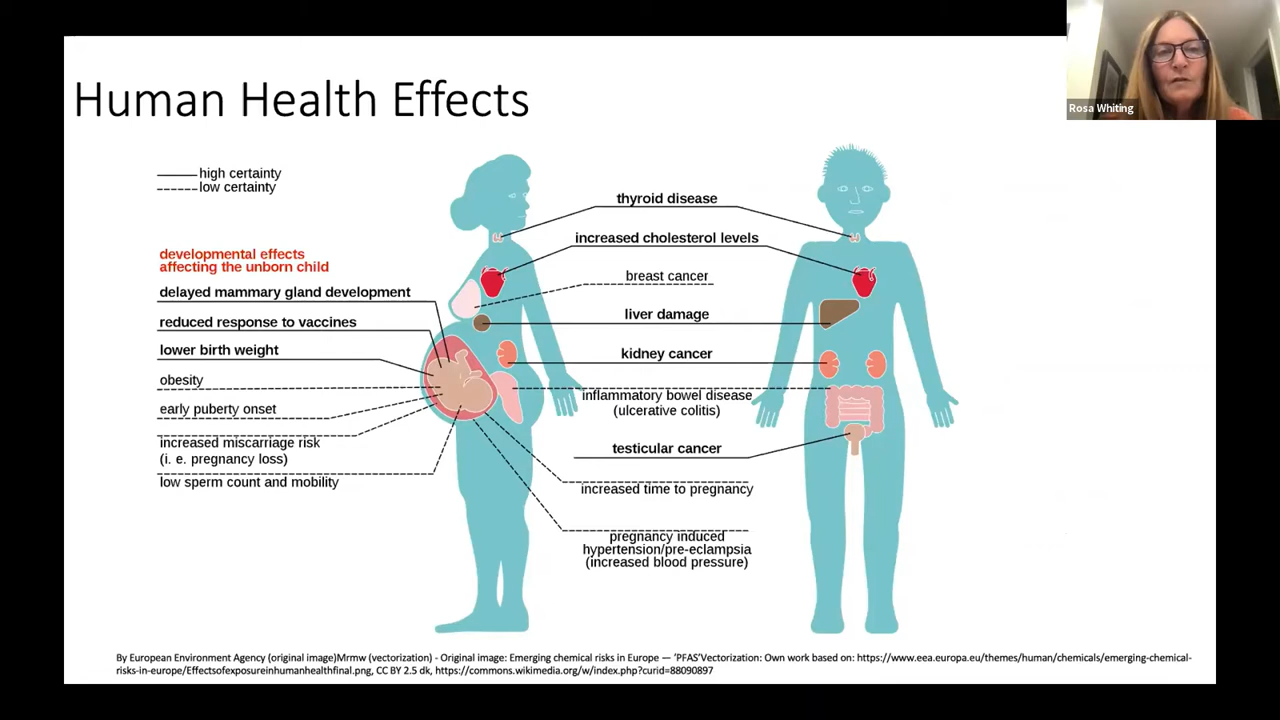 Human Health Effects
Rosa Whiting
high certainty
low certainty
developmental effects
affecting the unborn child
delayed mammary gland development
reduced response to vaccines
lower birth weight
obesity
early puberty onset
increased miscarriage risk
(i. e. pregnancy loss)
low sperm count and mobility
thyroid disease
increased cholesterol levels
breast cancer
liver damage
kidney cancer
inflammatory bowel disease
(ulcerative colitis)
testicular cancer
increased time to pregnancy
pregnancy induced
hypertension/pre-eclampsia
(increased blood pressure)
By European Environment Agency (original image)Mrmw (vectorization) - Original image: Emerging chemical risks in Europe — 'PFAS'Vectorization: Own work based on: https://www.eea.europa.eu/themes/human/chemicals/emerging-chemical-
risks-in-europe/Effectsofexposureinhumanhealthfinal.png, CC BY 2.5 dk, https://commons.wikimedia.org/w/index.php?curid=88090897